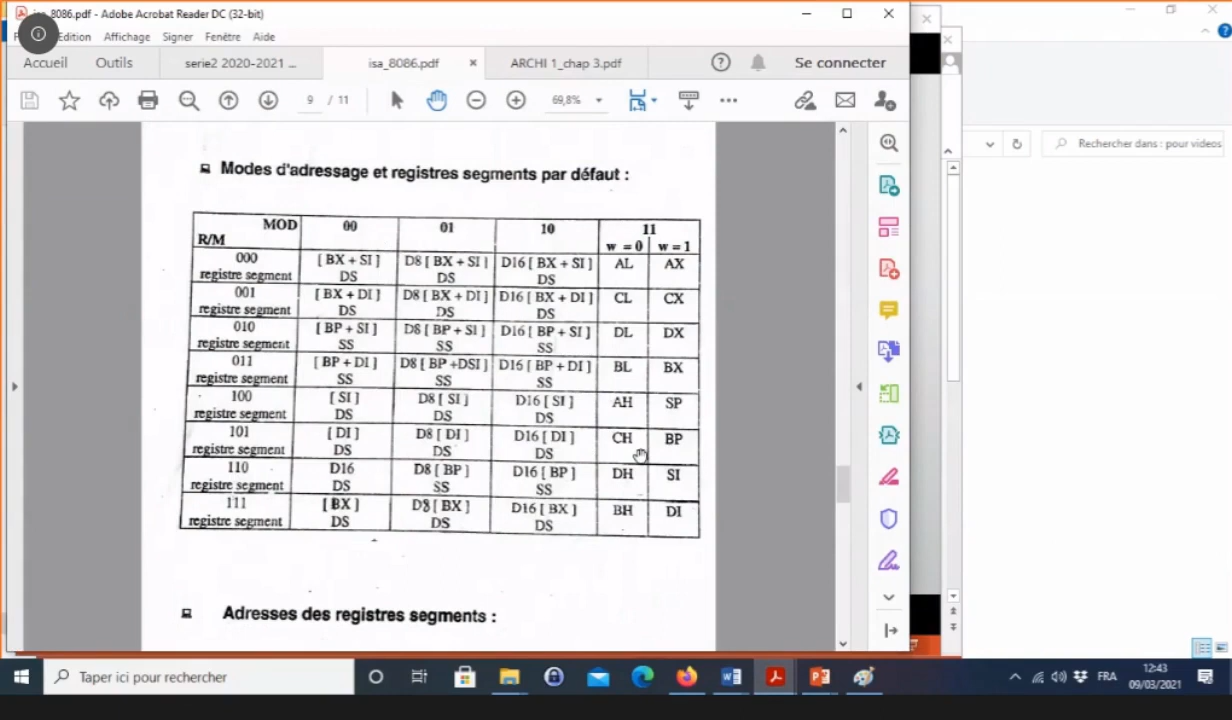 isa_8086.pdf - Adobe Acrobat Reader DC (32-bit)
Edition Affichage Signer Fenêtre Aide
Accueil Outils serie2 2020-2021 ... isa_8086.pdf × ARCHI 1_chap 3.pdf Se connecter
9 / 11 69,8%
Rechercher dans : pour videos
Modes d'adressage et registres segments par défaut :
MOD 00 01 10 11
R/M w = 0 w = 1
000 [ BX + SI ] D8 [ BX + SI ] D16 [ BX + SI ] AL AX
registre segment DS DS DS
001 [ BX + DI ] D8 [ BX + DI ] D16 [ BX + DI ] CL CX
registre segment DS DS DS
010 [ BP + SI ] D8 [ BP + SI ] D16 [ BP + SI ] DL DX
registre segment SS SS SS
011 [ BP + DI ] D8 [ BP +DSI ] D16 [ BP + DI ] BL BX
registre segment SS SS SS
100 [ SI ] D8 [ SI ] D16 [ SI ] AH SP
registre segment DS DS DS
101 [ DI ] D8 [ DI ] D16 [ DI ] CH BP
registre segment DS DS DS
110 D16 D8 [ BP ] D16 [ BP ] DH SI
registre segment DS SS SS
111 [ BX ] D8 [ BX ] D16 [ BX ] BH DI
registre segment DS DS DS
Adresses des registres segments :
Taper ici pour rechercher
FRA
12:43
09/03/2021